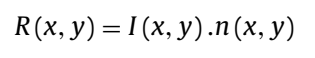 R(x, y) = I(x, y).n(x, y)